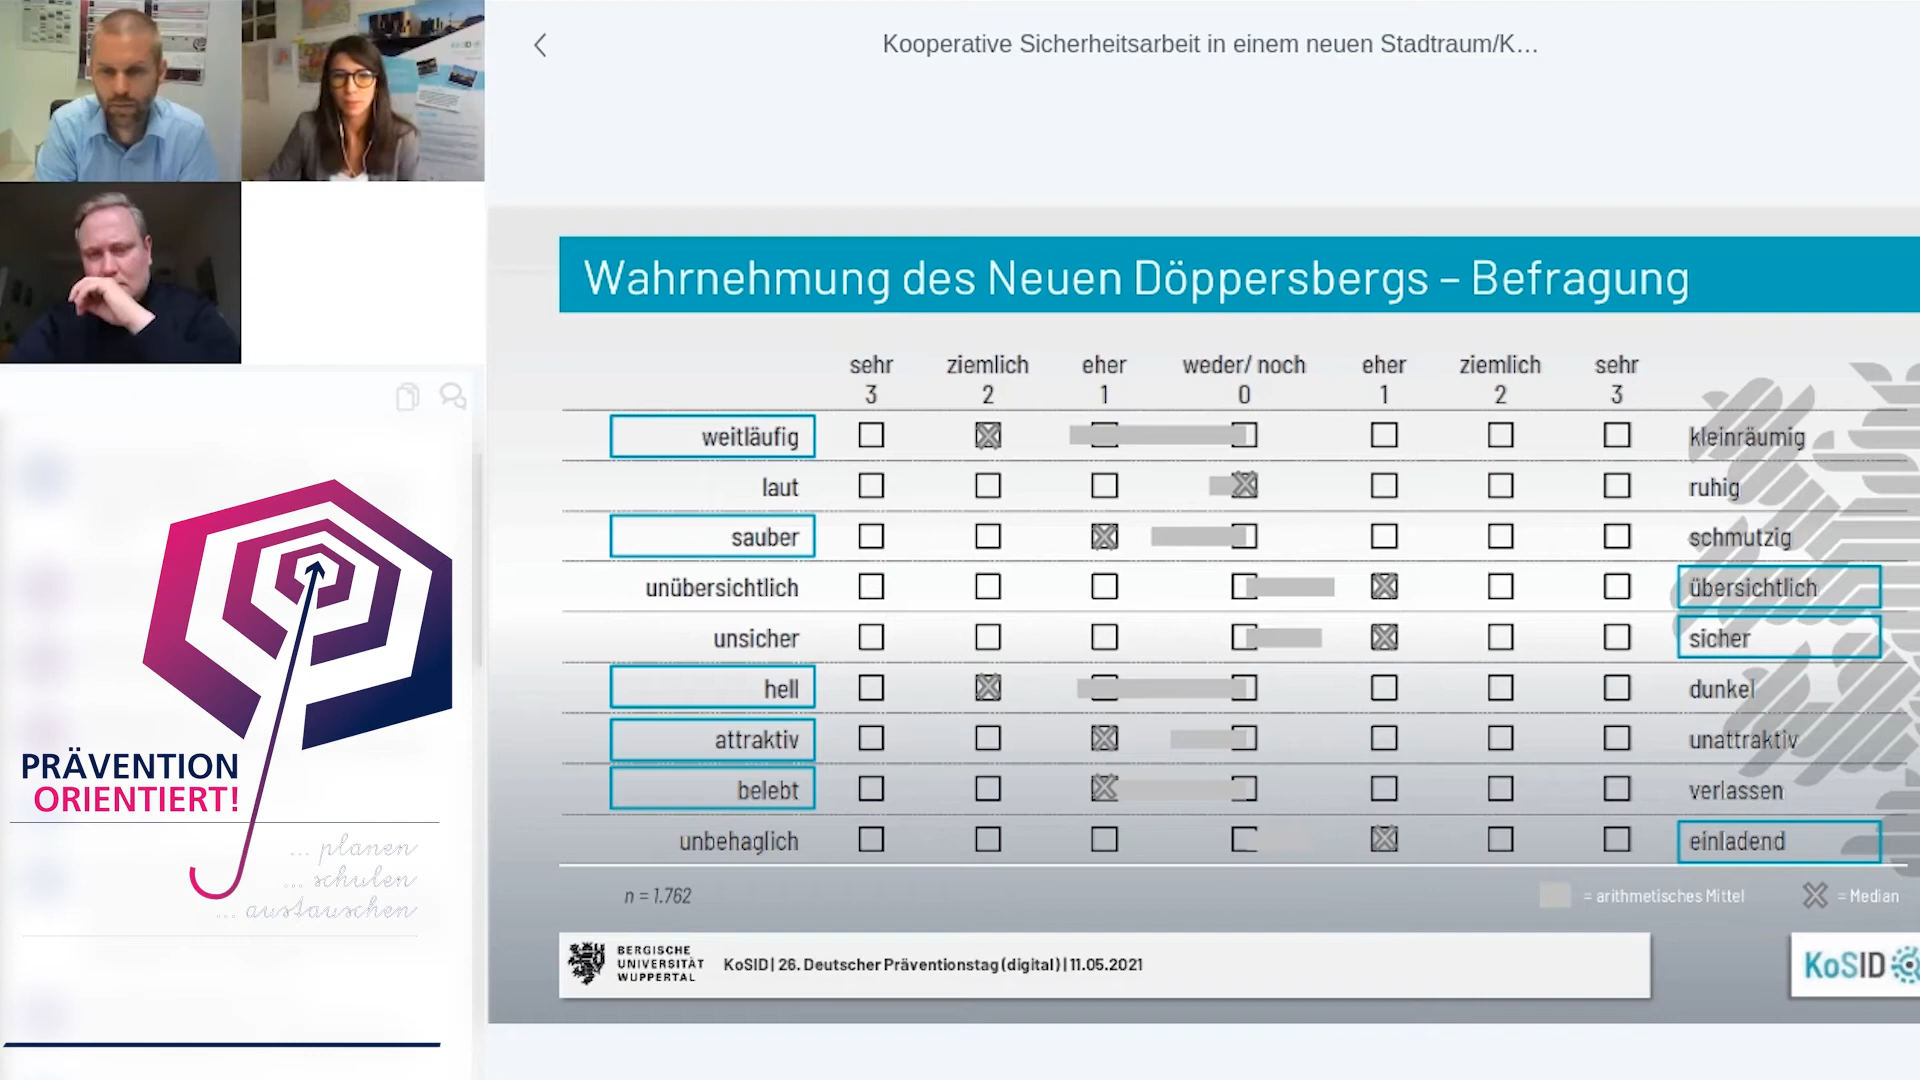 Kooperative Sicherheitsarbeit in einem neuen Stadtraum/K...
Wahrnehmung des Neuen Döppersbergs – Befragung
sehr ziemlich eher weder/ noch eher ziemlich sehr
3 2 1 0 1 2 3
weitläufig kleinräumig
laut ruhig
sauber schmutzig
unübersichtlich übersichtlich
unsicher sicher
hell dunkel
attraktiv unattraktiv
belebt verlassen
unbehaglich einladend
n = 1.762
= arithmetisches Mittel = Median
BERGISCHE
UNIVERSITÄT
WUPPERTAL
KoSID | 26. Deutscher Präventionstag (digital) | 11.05.2021
KoSID
PRÄVENTION
ORIENTIERT!
... planen
... schulen
... austauschen